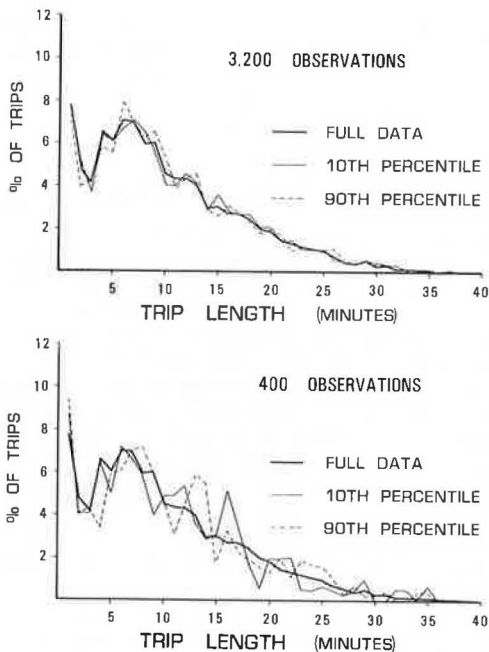 12
10
8
6
4
2
% OF TRIPS
3,200 OBSERVATIONS
FULL DATA
10TH PERCENTILE
90TH PERCENTILE
5 10 15 20 25 30 35 40
TRIP LENGTH (MINUTES)
12
10
8
6
4
2
% OF TRIPS
400 OBSERVATIONS
FULL DATA
10TH PERCENTILE
90TH PERCENTILE
5 10 15 20 25 30 35 40
TRIP LENGTH (MINUTES)